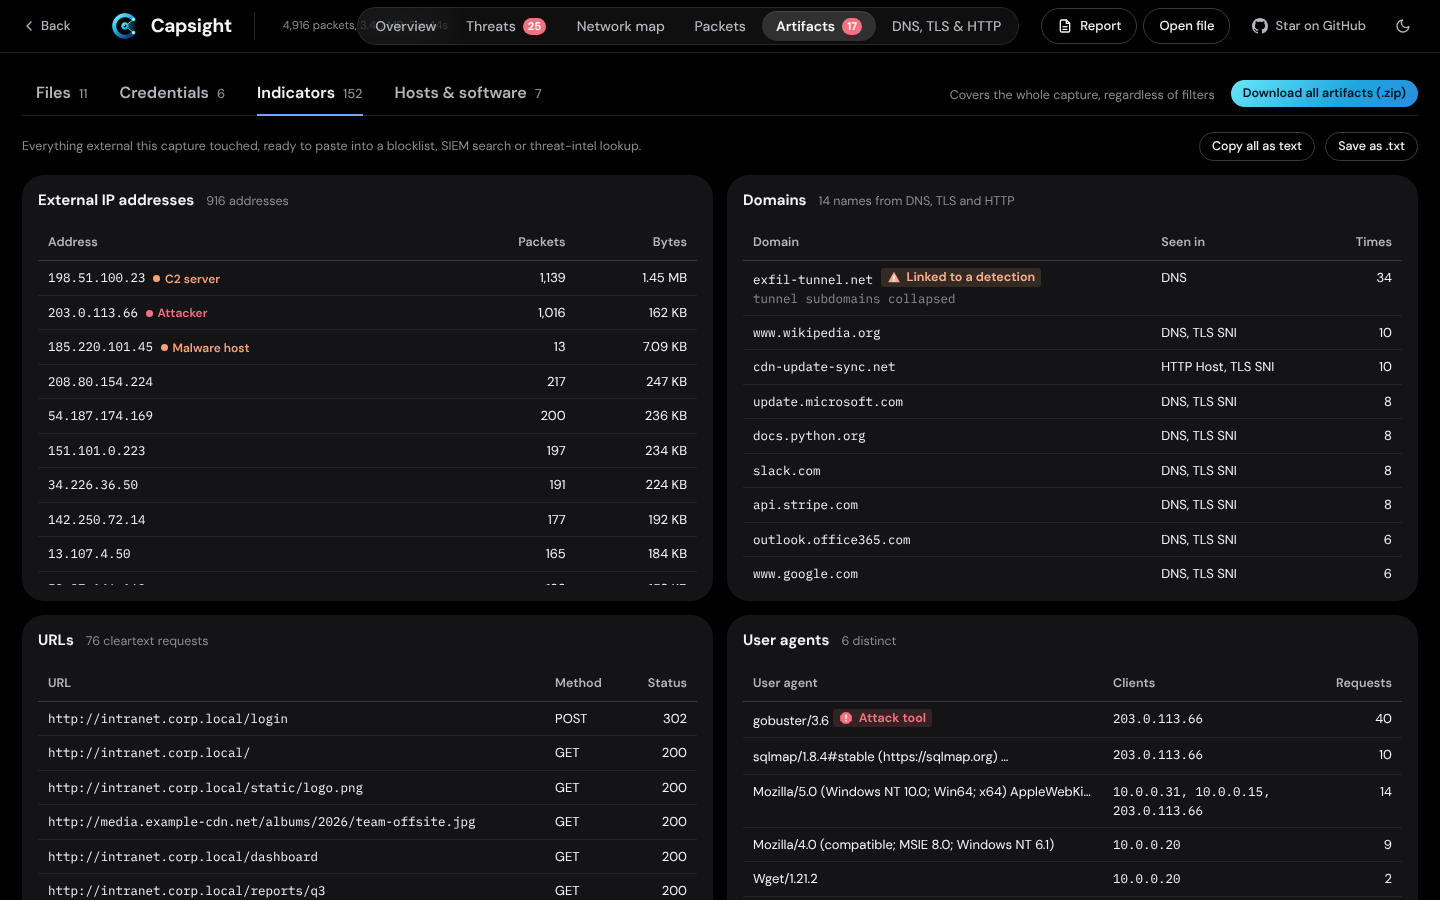 Back
Capsight
4,916 packets,
Overview
Threats 25
Network map
Packets
Artifacts 17
DNS, TLS & HTTP
Report
Open file
Star on GitHub
Files 11
Credentials 6
Indicators 152
Hosts & software 7
Covers the whole capture, regardless of filters
Download all artifacts (.zip)
Everything external this capture touched, ready to paste into a blocklist, SIEM search or threat-intel lookup.
Copy all as text
Save as .txt
External IP addresses 916 addresses
Address Packets Bytes
198.51.100.23 C2 server 1,139 1.45 MB
203.0.113.66 Attacker 1,016 162 KB
185.220.101.45 Malware host 13 7.09 KB
208.80.154.224 217 247 KB
54.187.174.169 200 236 KB
151.101.0.223 197 234 KB
34.226.36.50 191 224 KB
142.250.72.14 177 192 KB
13.107.4.50 165 184 KB
Domains 14 names from DNS, TLS and HTTP
Domain Seen in Times
exfil-tunnel.net Linked to a detection DNS 34
tunnel subdomains collapsed
www.wikipedia.org DNS, TLS SNI 10
cdn-update-sync.net HTTP Host, TLS SNI 10
update.microsoft.com DNS, TLS SNI 8
docs.python.org DNS, TLS SNI 8
slack.com DNS, TLS SNI 8
api.stripe.com DNS, TLS SNI 8
outlook.office365.com DNS, TLS SNI 6
www.google.com DNS, TLS SNI 6
URLs 76 cleartext requests
URL Method Status
http://intranet.corp.local/login POST 302
http://intranet.corp.local/ GET 200
http://intranet.corp.local/static/logo.png GET 200
http://media.example-cdn.net/albums/2026/team-offsite.jpg GET 200
http://intranet.corp.local/dashboard GET 200
http://intranet.corp.local/reports/q3 GET 200
User agents 6 distinct
User agent Clients Requests
gobuster/3.6 Attack tool 203.0.113.66 40
sqlmap/1.8.4#stable (https://sqlmap.org) … 203.0.113.66 10
Mozilla/5.0 (Windows NT 10.0; Win64; x64) AppleWebKi… 10.0.0.31, 10.0.0.15, 14
203.0.113.66
Mozilla/4.0 (compatible; MSIE 8.0; Windows NT 6.1) 10.0.0.20 9
Wget/1.21.2 10.0.0.20 2